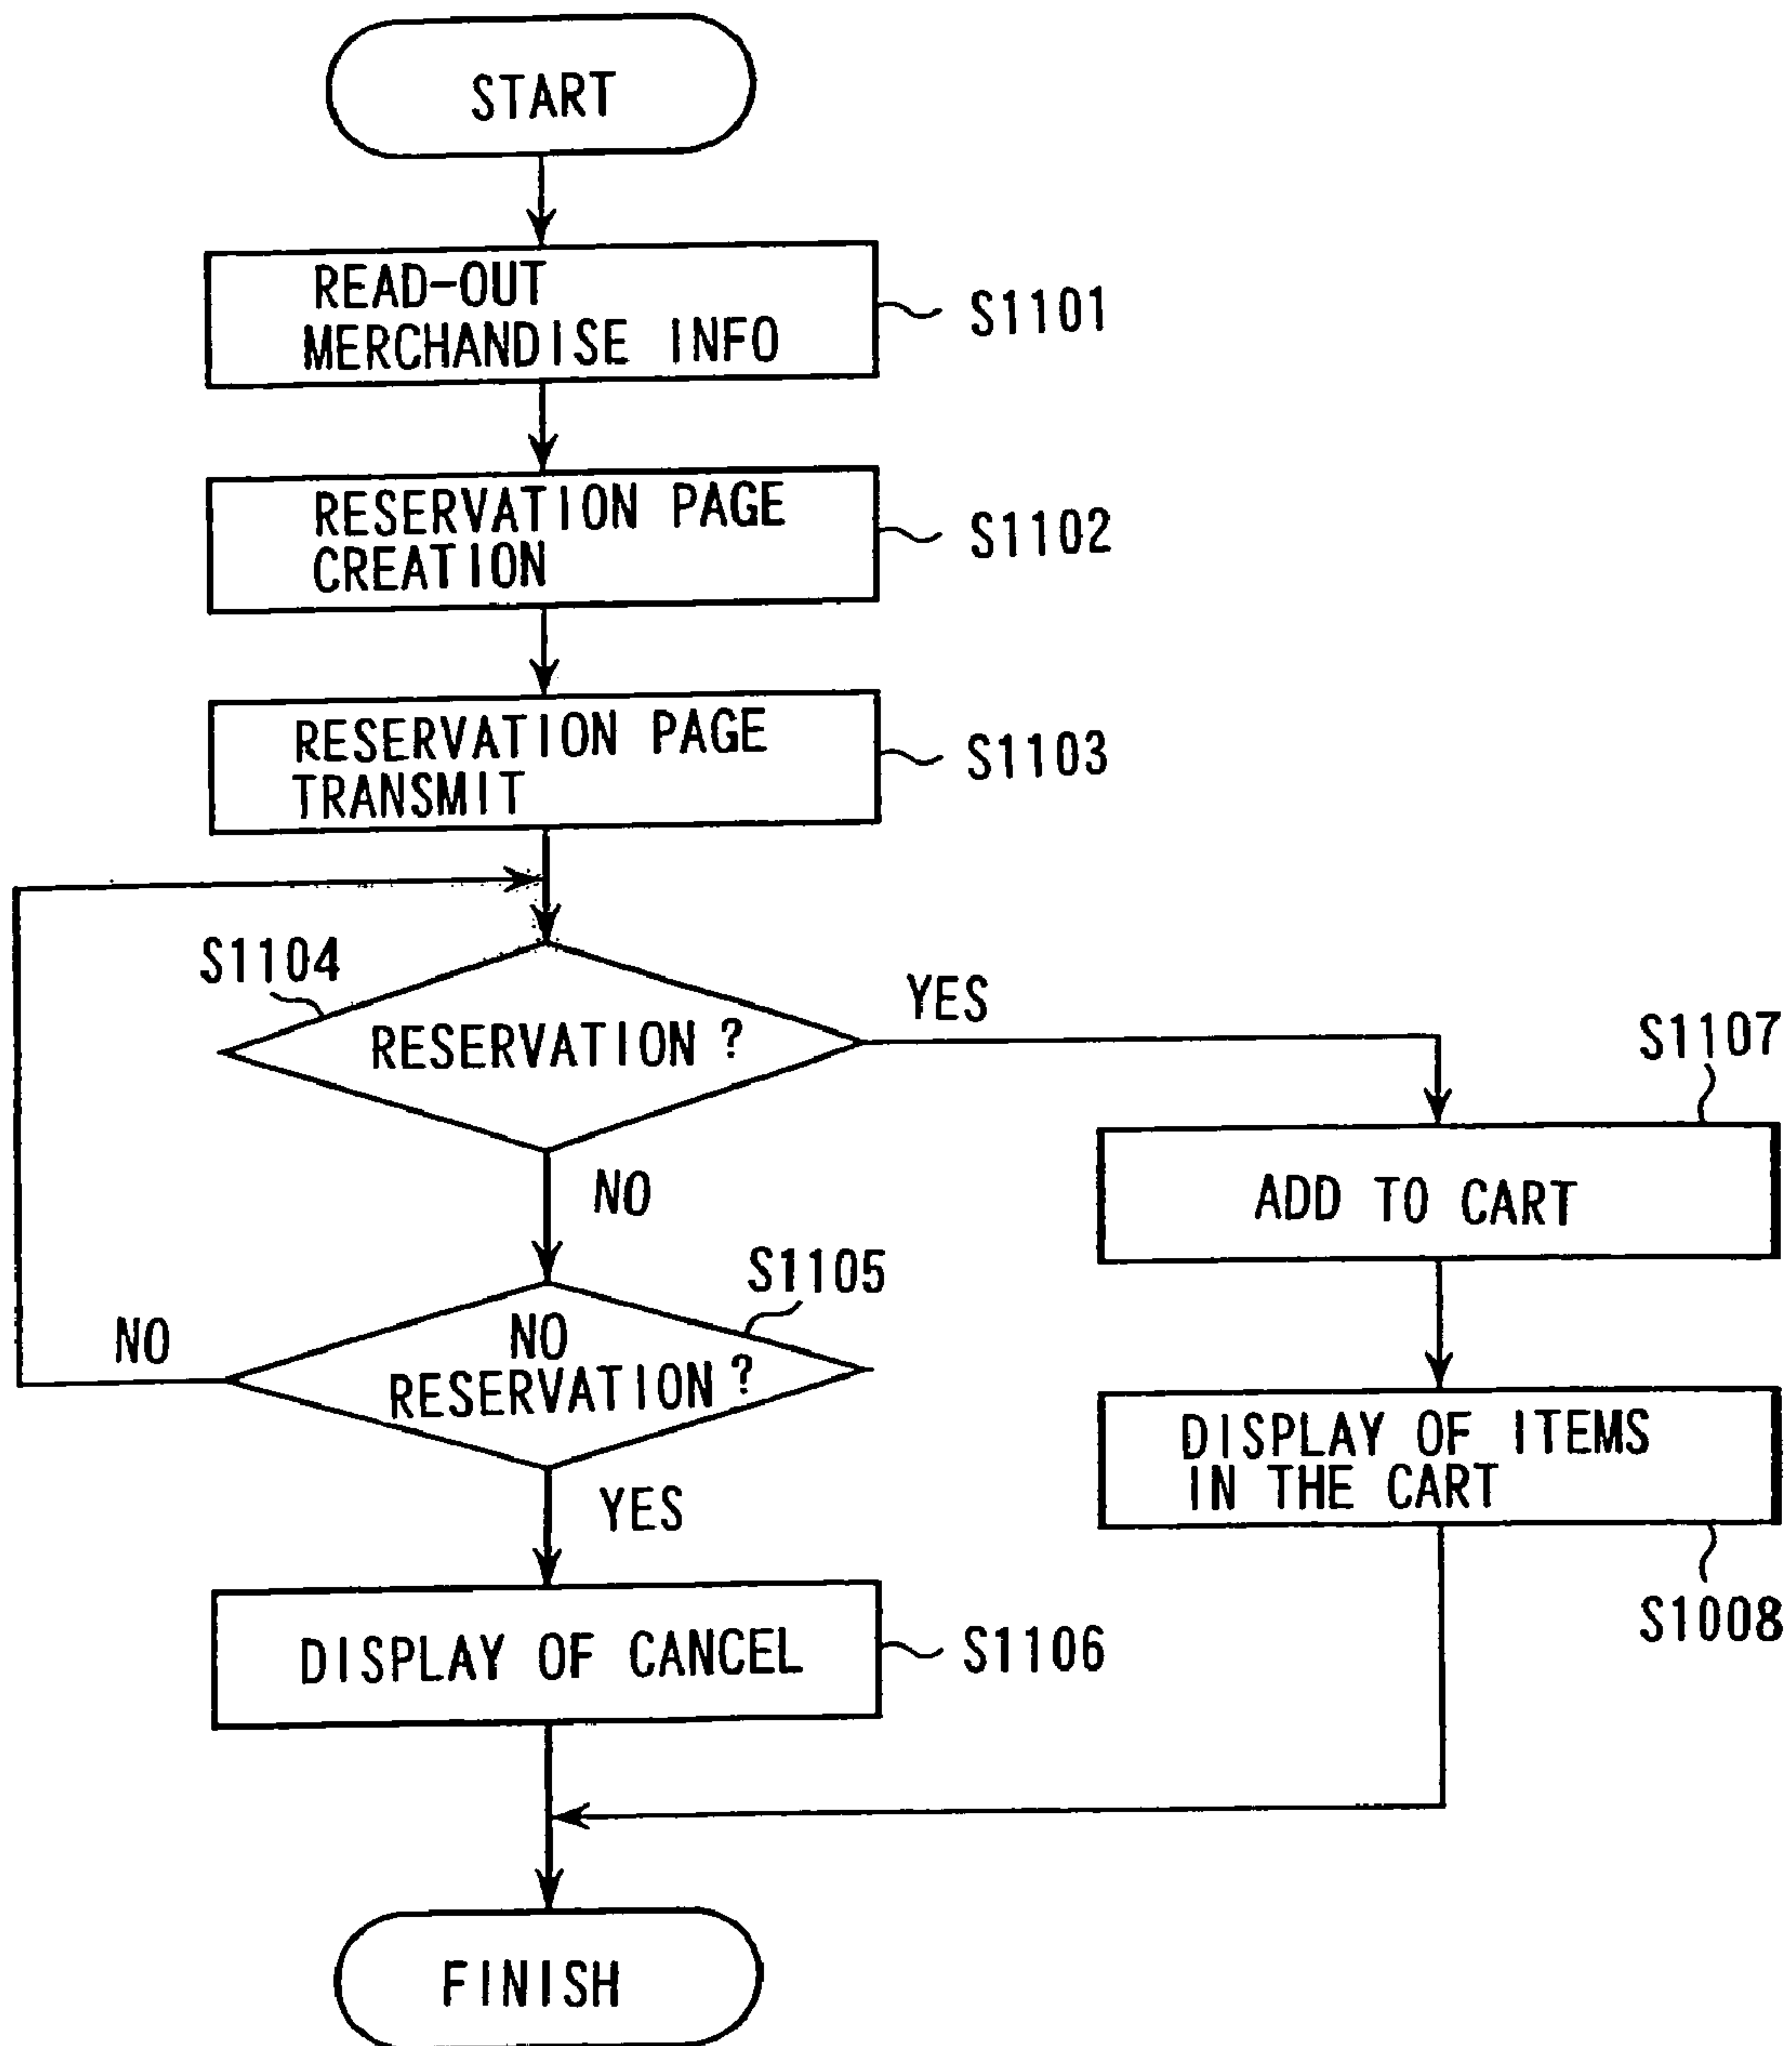 START
READ-OUT
MERCHANDISE INFO
S1101
RESERVATION PAGE
CREATION
S1102
RESERVATION PAGE
TRANSMIT
S1103
S1104
RESERVATION ?
YES
NO
S1107
ADD TO CART
S1105
NO
RESERVATION ?
NO
YES
DISPLAY OF ITEMS
IN THE CART
S1008
DISPLAY OF CANCEL
S1106
FINISH